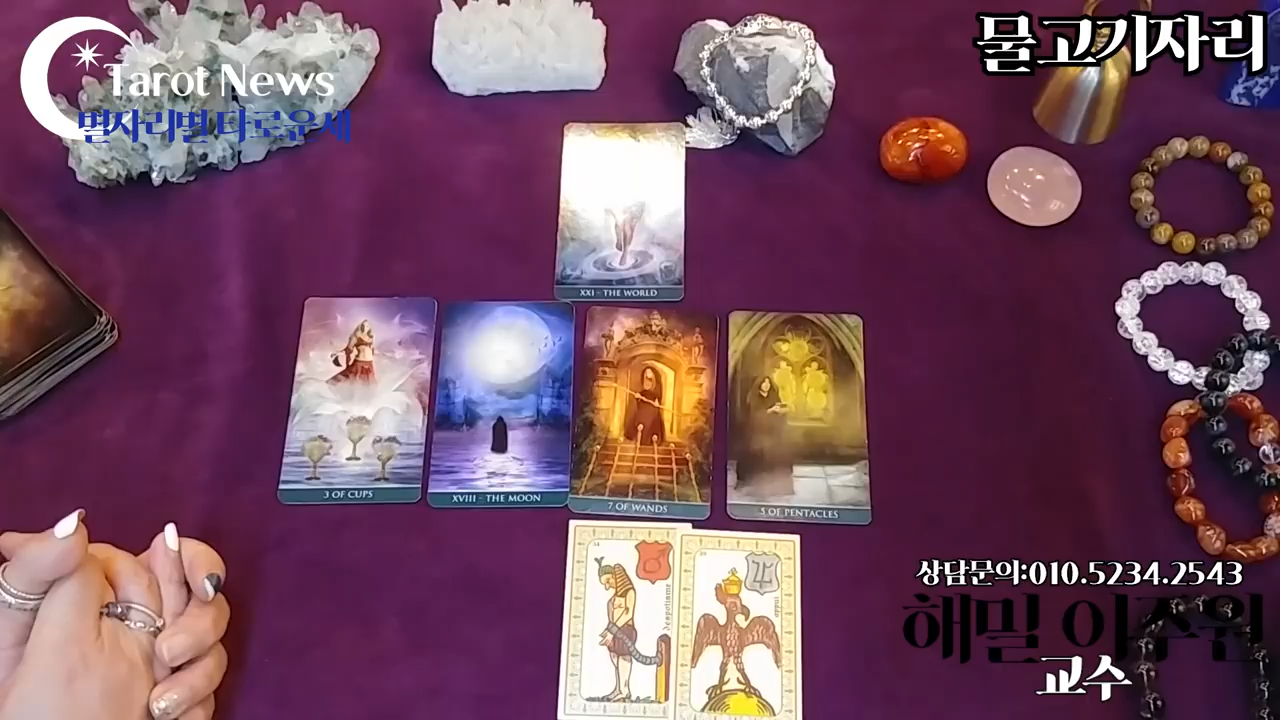 Tarot News
별자리별 타로운세
물고기자리
XXI - THE WORLD
3 OF CUPS
XVIII - THE MOON
7 OF WANDS
5 OF PENTACLES
despotisme
appui
상담문의:010.5234.2543
해밀 이주원
교수